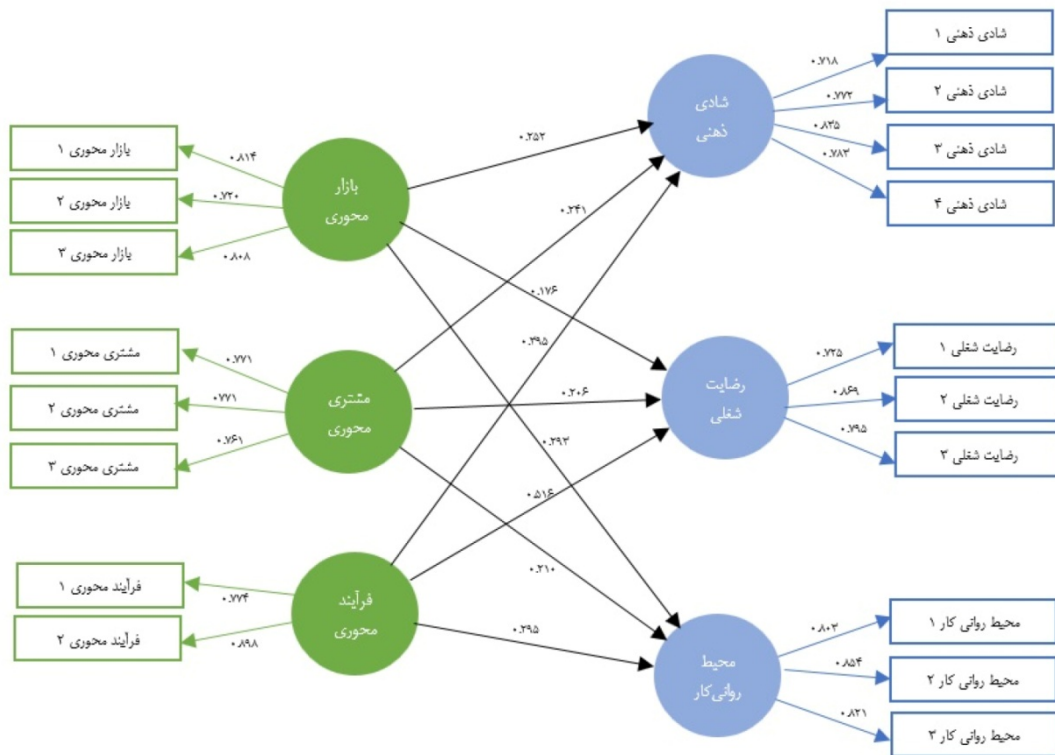 شادی ذهنی ۱
شادی ذهنی ۲
شادی ذهنی ۳
شادی ذهنی ۴
۰.۷۱۸
۰.۷۷۲
۰.۸۳۵
۰.۷۸۳
شادی
ذهنی
بازار محوری ۱
بازار محوری ۲
بازار محوری ۳
۰.۸۱۴
۰.۷۲۰
۰.۸۰۸
بازار
محوری
۰.۲۵۲
۰.۲۴۱
۰.۱۷۶
۰.۳۹۵
مشتری محوری ۱
مشتری محوری ۲
مشتری محوری ۳
۰.۷۷۱
۰.۷۷۱
۰.۷۶۱
مشتری
محوری
۰.۲۰۶
۰.۲۹۳
۰.۵۱۶
۰.۲۱۰
رضایت
شغلی
۰.۷۲۵
۰.۸۶۹
۰.۷۹۵
رضایت شغلی ۱
رضایت شغلی ۲
رضایت شغلی ۳
فرآیند محوری ۱
فرآیند محوری ۲
۰.۷۷۴
۰.۸۹۸
فرآیند
محوری
۰.۲۹۵
محیط
روانی‌کار
۰.۸۰۳
۰.۸۵۴
۰.۸۲۱
محیط روانی کار ۱
محیط روانی کار ۲
محیط روانی کار ۳